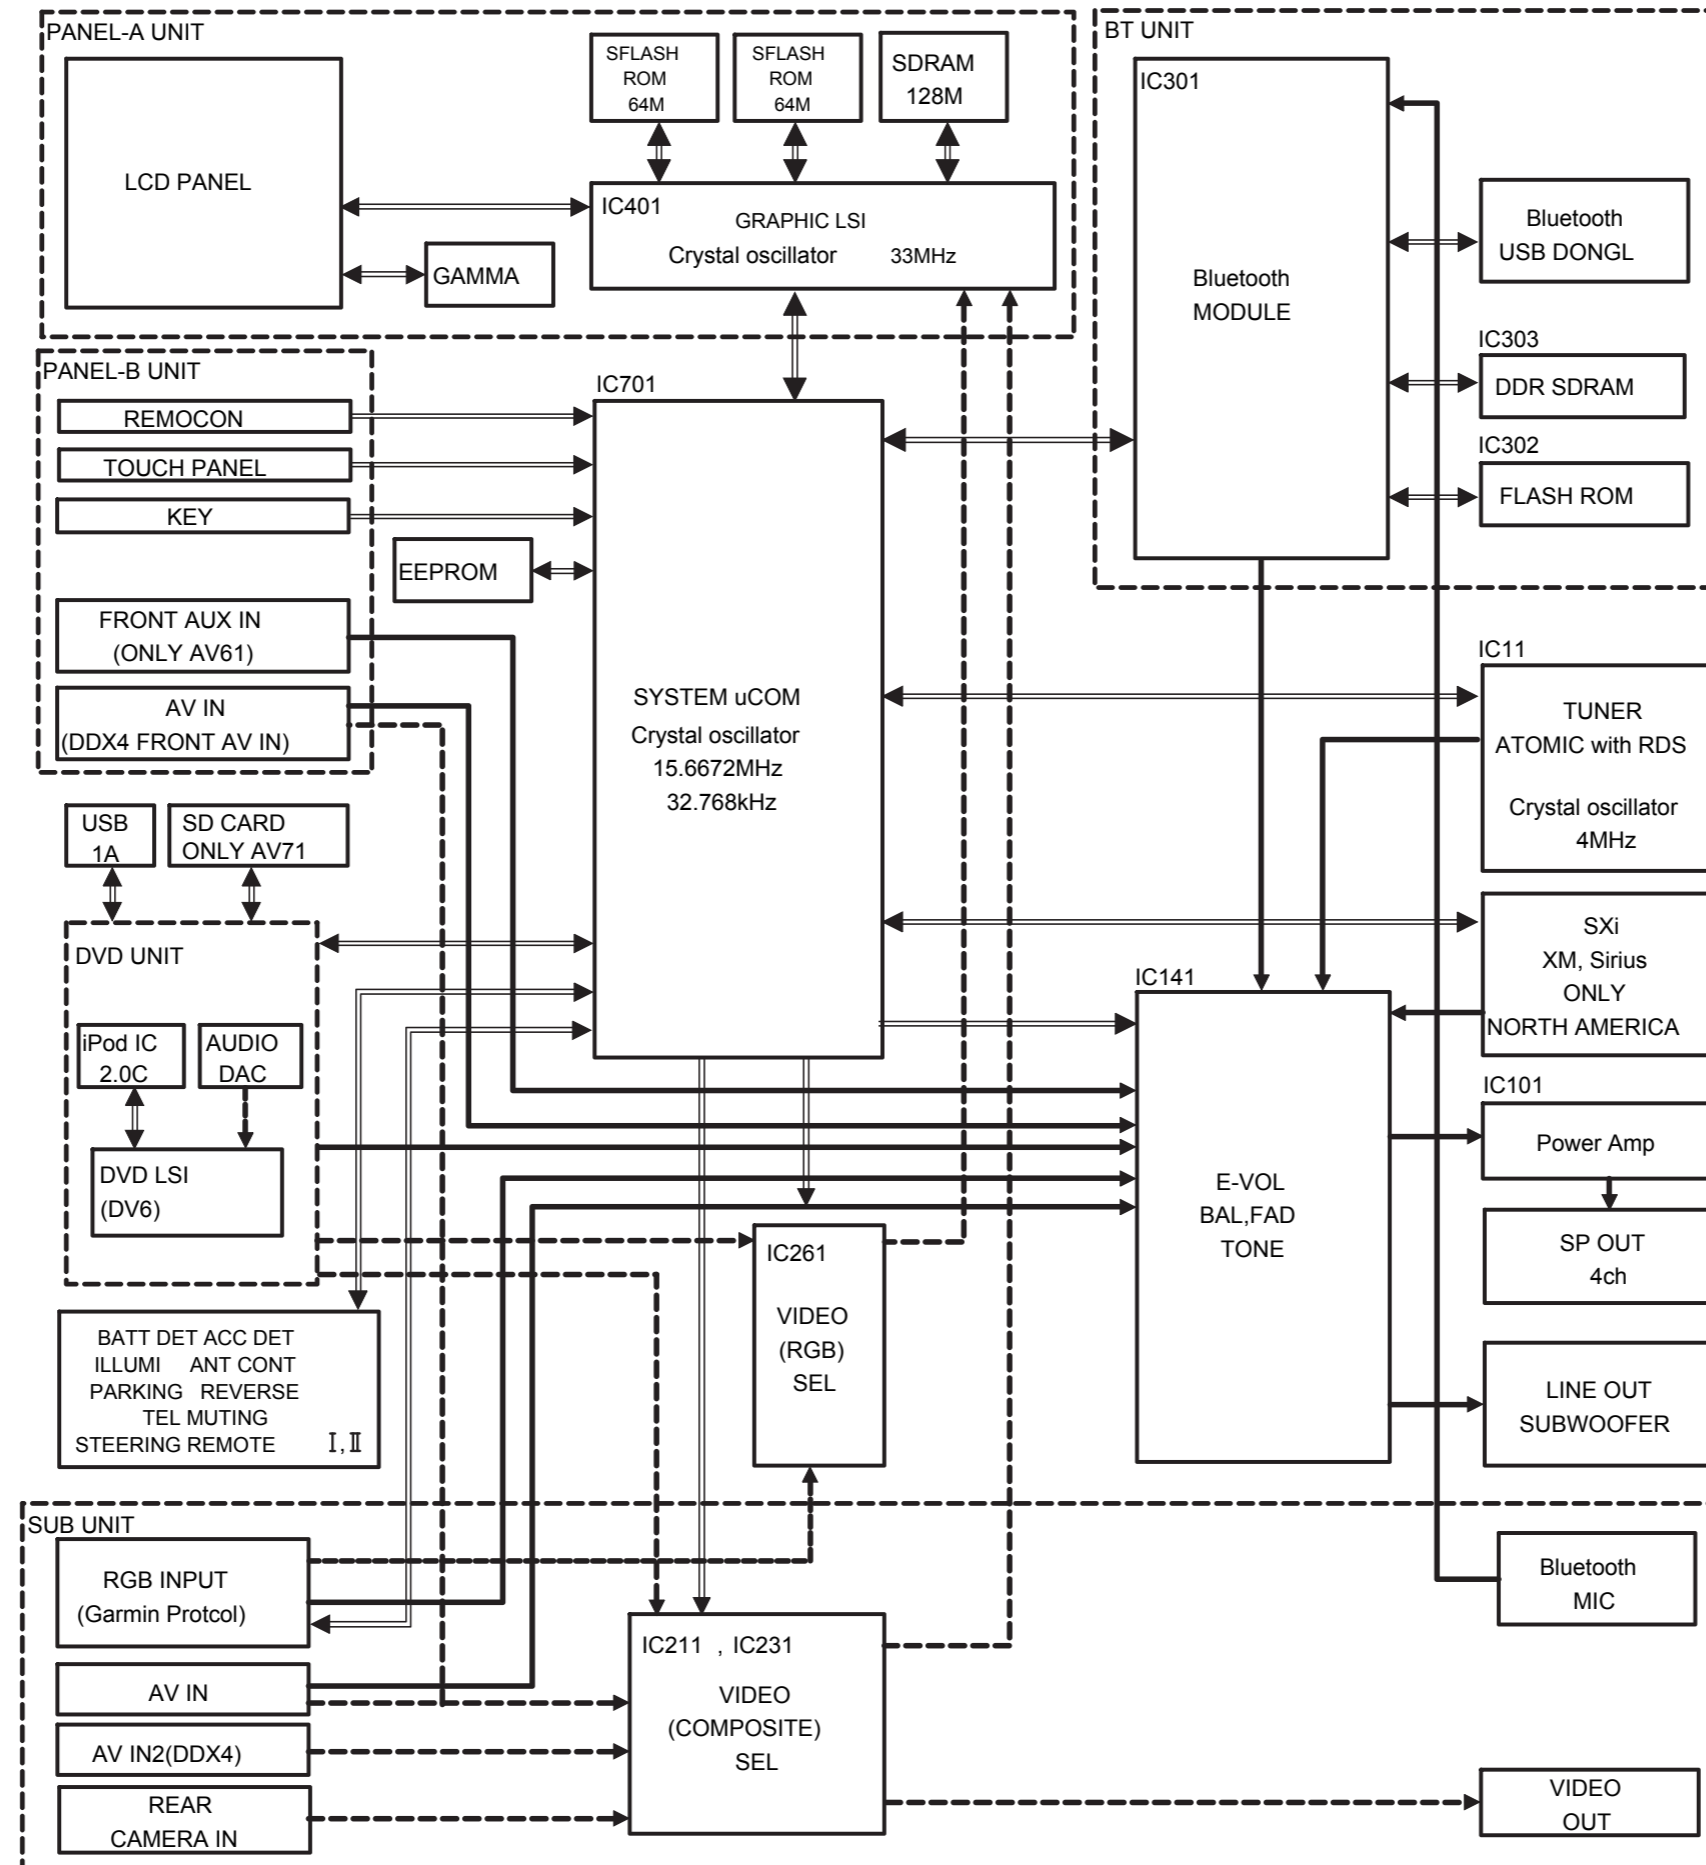 PANEL-A UNIT
LCD PANEL
SFLASH
ROM
64M
SFLASH
ROM
64M
SDRAM
128M
IC401
GRAPHIC LSI
Crystal oscillator 33MHz
GAMMA
BT UNIT
IC301
Bluetooth
MODULE
Bluetooth
USB DONGL
IC303
DDR SDRAM
IC302
FLASH ROM
PANEL-B UNIT
REMOCON
TOUCH PANEL
KEY
FRONT AUX IN
(ONLY AV61)
AV IN
(DDX4 FRONT AV IN)
EEPROM
IC701
SYSTEM uCOM
Crystal oscillator
15.6672MHz
32.768kHz
IC11
TUNER
ATOMIC with RDS
Crystal oscillator
4MHz
USB
1A
SD CARD
ONLY AV71
DVD UNIT
iPod IC
2.0C
AUDIO
DAC
DVD LSI
(DV6)
SXi
XM, Sirius
ONLY
NORTH AMERICA
IC141
E-VOL
BAL,FAD
TONE
IC101
Power Amp
SP OUT
4ch
LINE OUT
SUBWOOFER
IC261
VIDEO
(RGB)
SEL
BATT DET ACC DET
ILLUMI ANT CONT
PARKING REVERSE
TEL MUTING
STEERING REMOTE Ⅰ,Ⅱ
SUB UNIT
RGB INPUT
(Garmin Protcol)
AV IN
AV IN2(DDX4)
REAR
CAMERA IN
IC211 , IC231
VIDEO
(COMPOSITE)
SEL
Bluetooth
MIC
VIDEO
OUT